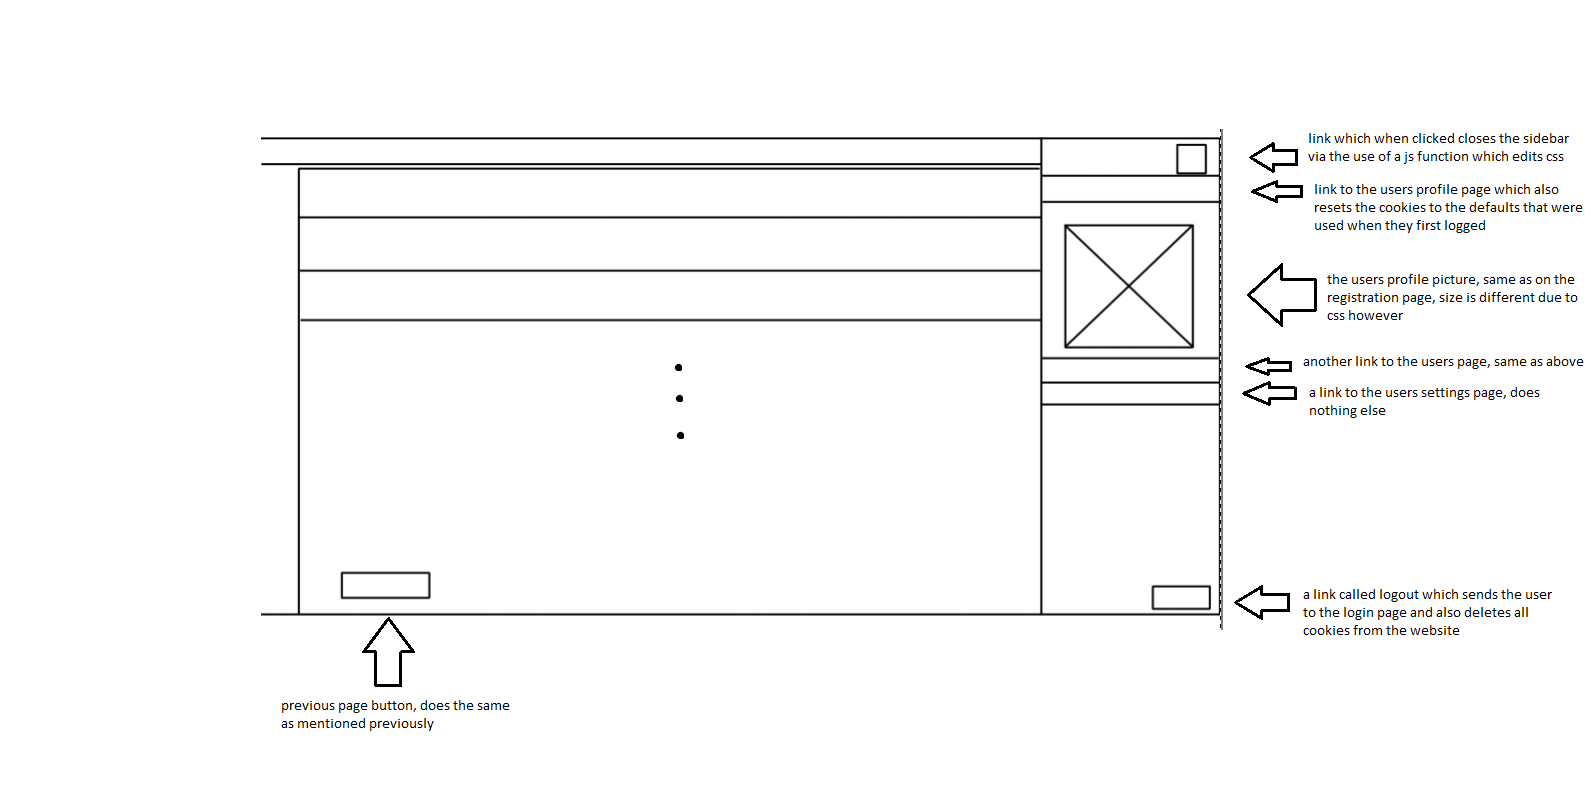 link which when clicked closes the sidebar
via the use of a js function which edits css
link to the users profile page which also
resets the cookies to the defaults that were
used when they first logged
the users profile picture, same as on the
registration page, size is different due to
css however
another link to the users page, same as above
a link to the users settings page, does
nothing else
a link called logout which sends the user
to the login page and also deletes all
cookies from the website
previous page button, does the same
as mentioned previously